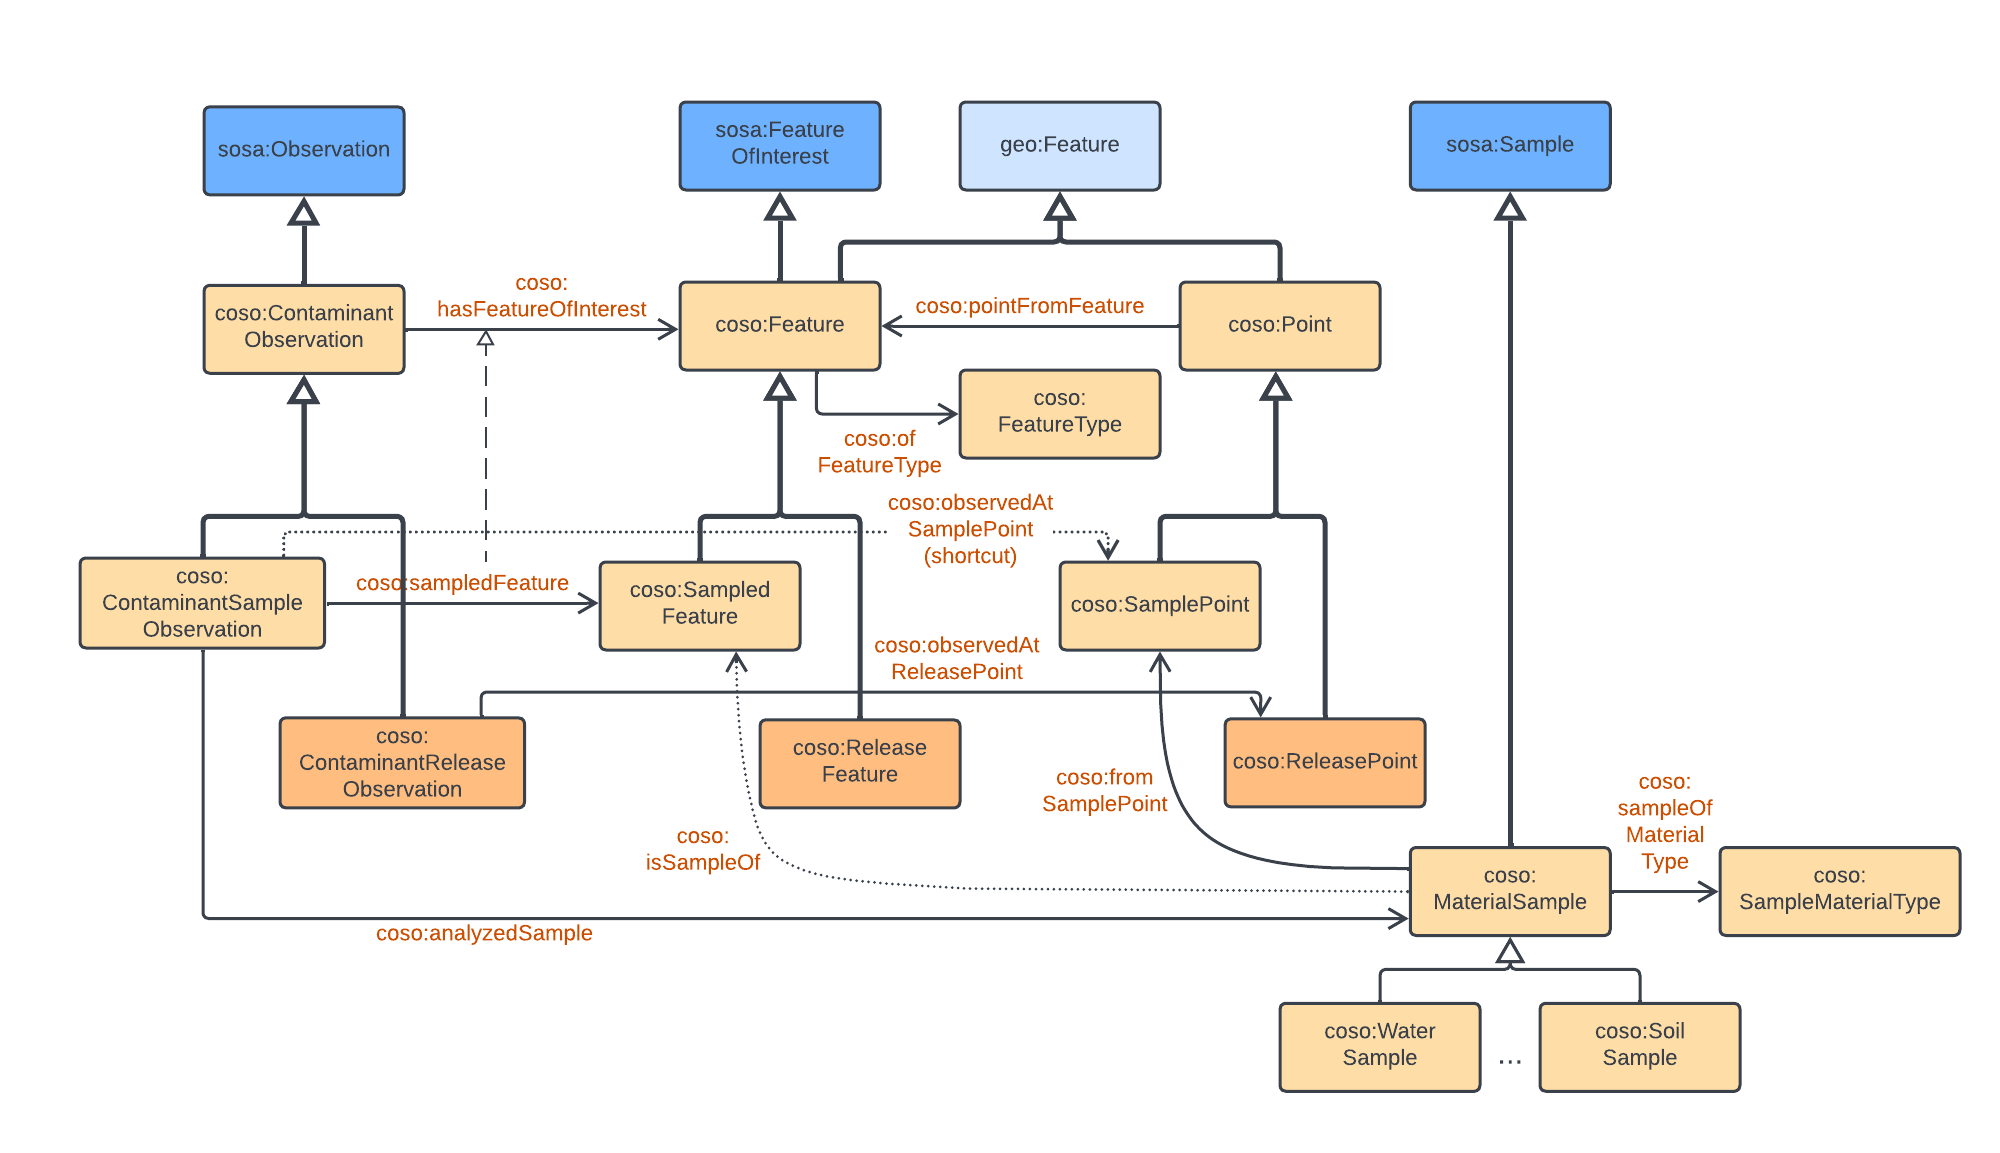 sosa:Observation
sosa:Feature
OfInterest
geo:Feature
sosa:Sample
coso:
hasFeatureOfInterest
coso:Contaminant
Observation
coso:Feature
coso:pointFromFeature
coso:Point
coso:
FeatureType
coso:of
FeatureType
coso:observedAt
SamplePoint
(shortcut)
coso:
ContaminantSample
Observation
coso:sampledFeature
coso:Sampled
Feature
coso:SamplePoint
coso:observedAt
ReleasePoint
coso:
ContaminantRelease
Observation
coso:Release
Feature
coso:ReleasePoint
coso:from
SamplePoint
coso:
sampleOf
Material
Type
coso:
isSampleOf
coso:
MaterialSample
coso:
SampleMaterialType
coso:analyzedSample
coso:Water
Sample
...
coso:Soil
Sample